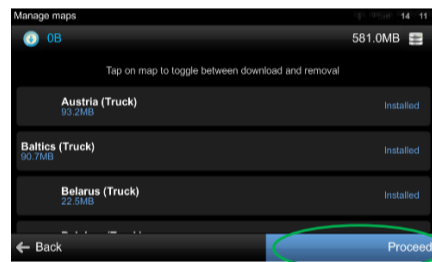 Manage maps
14 11
0B
581.0MB
Tap on map to toggle between download and removal
Austria (Truck)
93.2MB
Installed
Baltics (Truck)
90.7MB
Installed
Belarus (Truck)
22.5MB
Installed
Back
Proceed